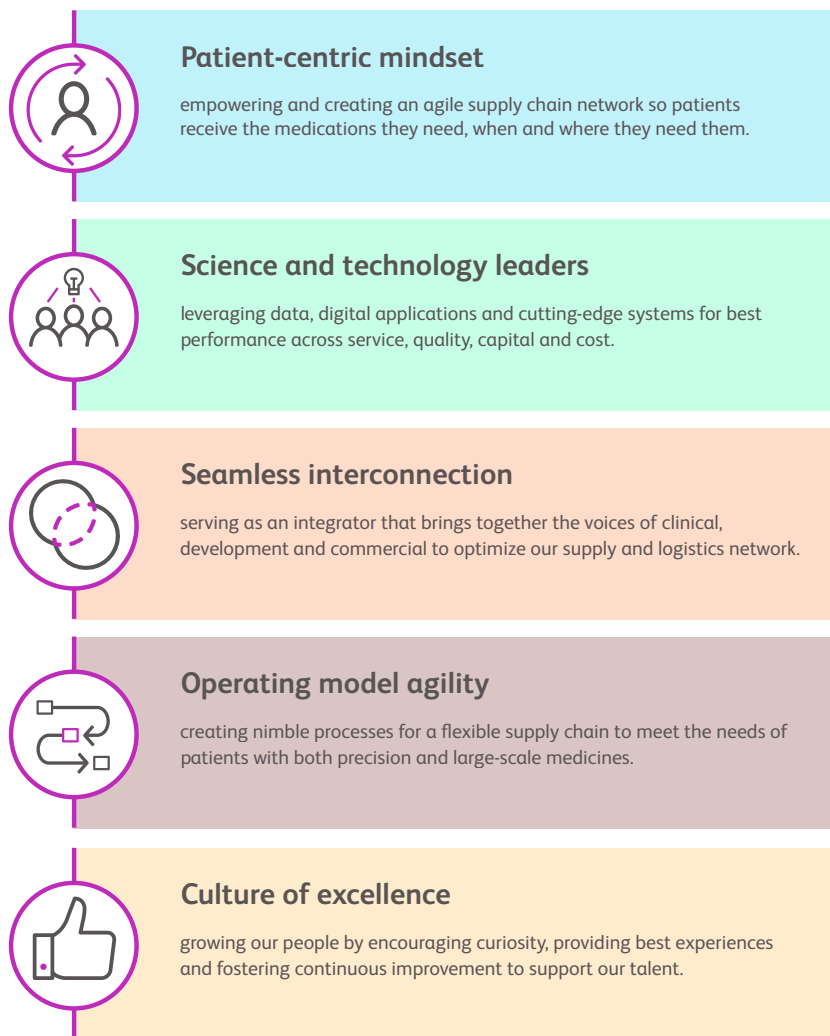 Patient-centric mindset
empowering and creating an agile supply chain network so patients
receive the medications they need, when and where they need them.
Science and technology leaders
leveraging data, digital applications and cutting-edge systems for best
performance across service, quality, capital and cost.
Seamless interconnection
serving as an integrator that brings together the voices of clinical,
development and commercial to optimize our supply and logistics network.
Operating model agility
creating nimble processes for a flexible supply chain to meet the needs of
patients with both precision and large-scale medicines.
Culture of excellence
growing our people by encouraging curiosity, providing best experiences
and fostering continuous improvement to support our talent.